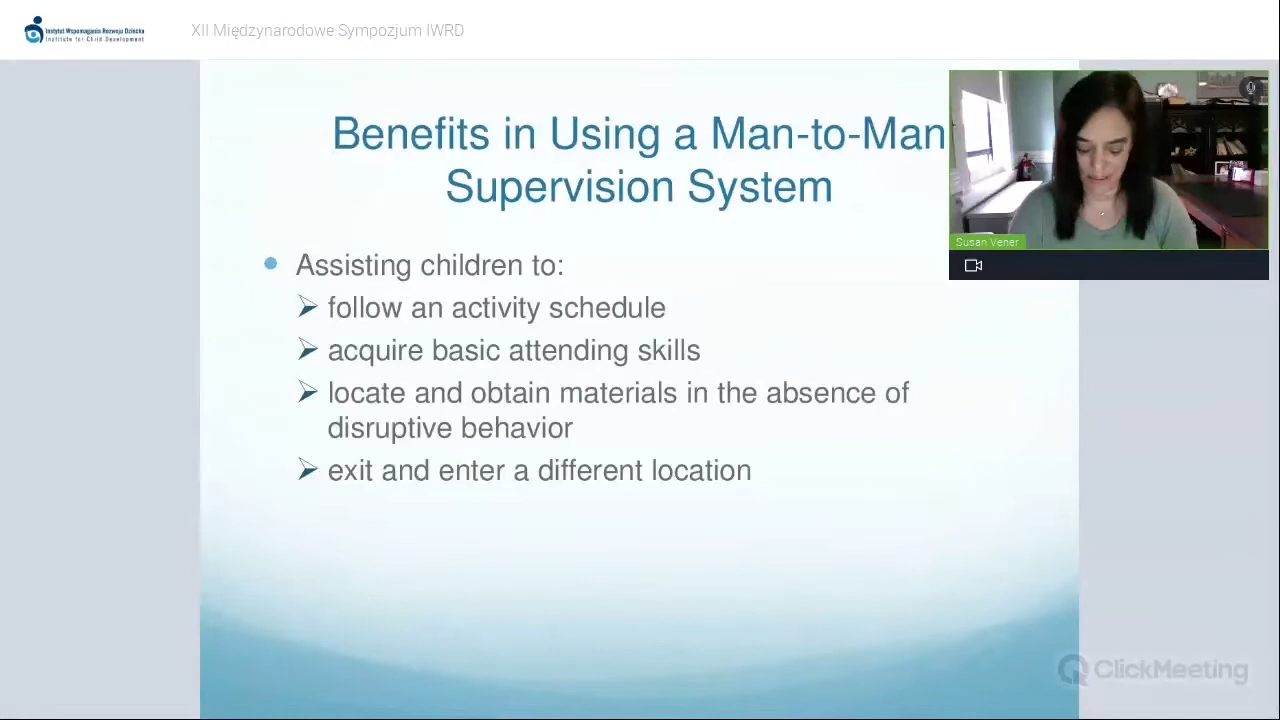 Instytut Wspomagania Rozwoju Dziecka
Institute for Child Development
XII Międzynarodowe Sympozjum IWRD
Benefits in Using a Man-to-Man
Supervision System
Susan Vener
Assisting children to:
follow an activity schedule
acquire basic attending skills
locate and obtain materials in the absence of
disruptive behavior
exit and enter a different location
ClickMeeting